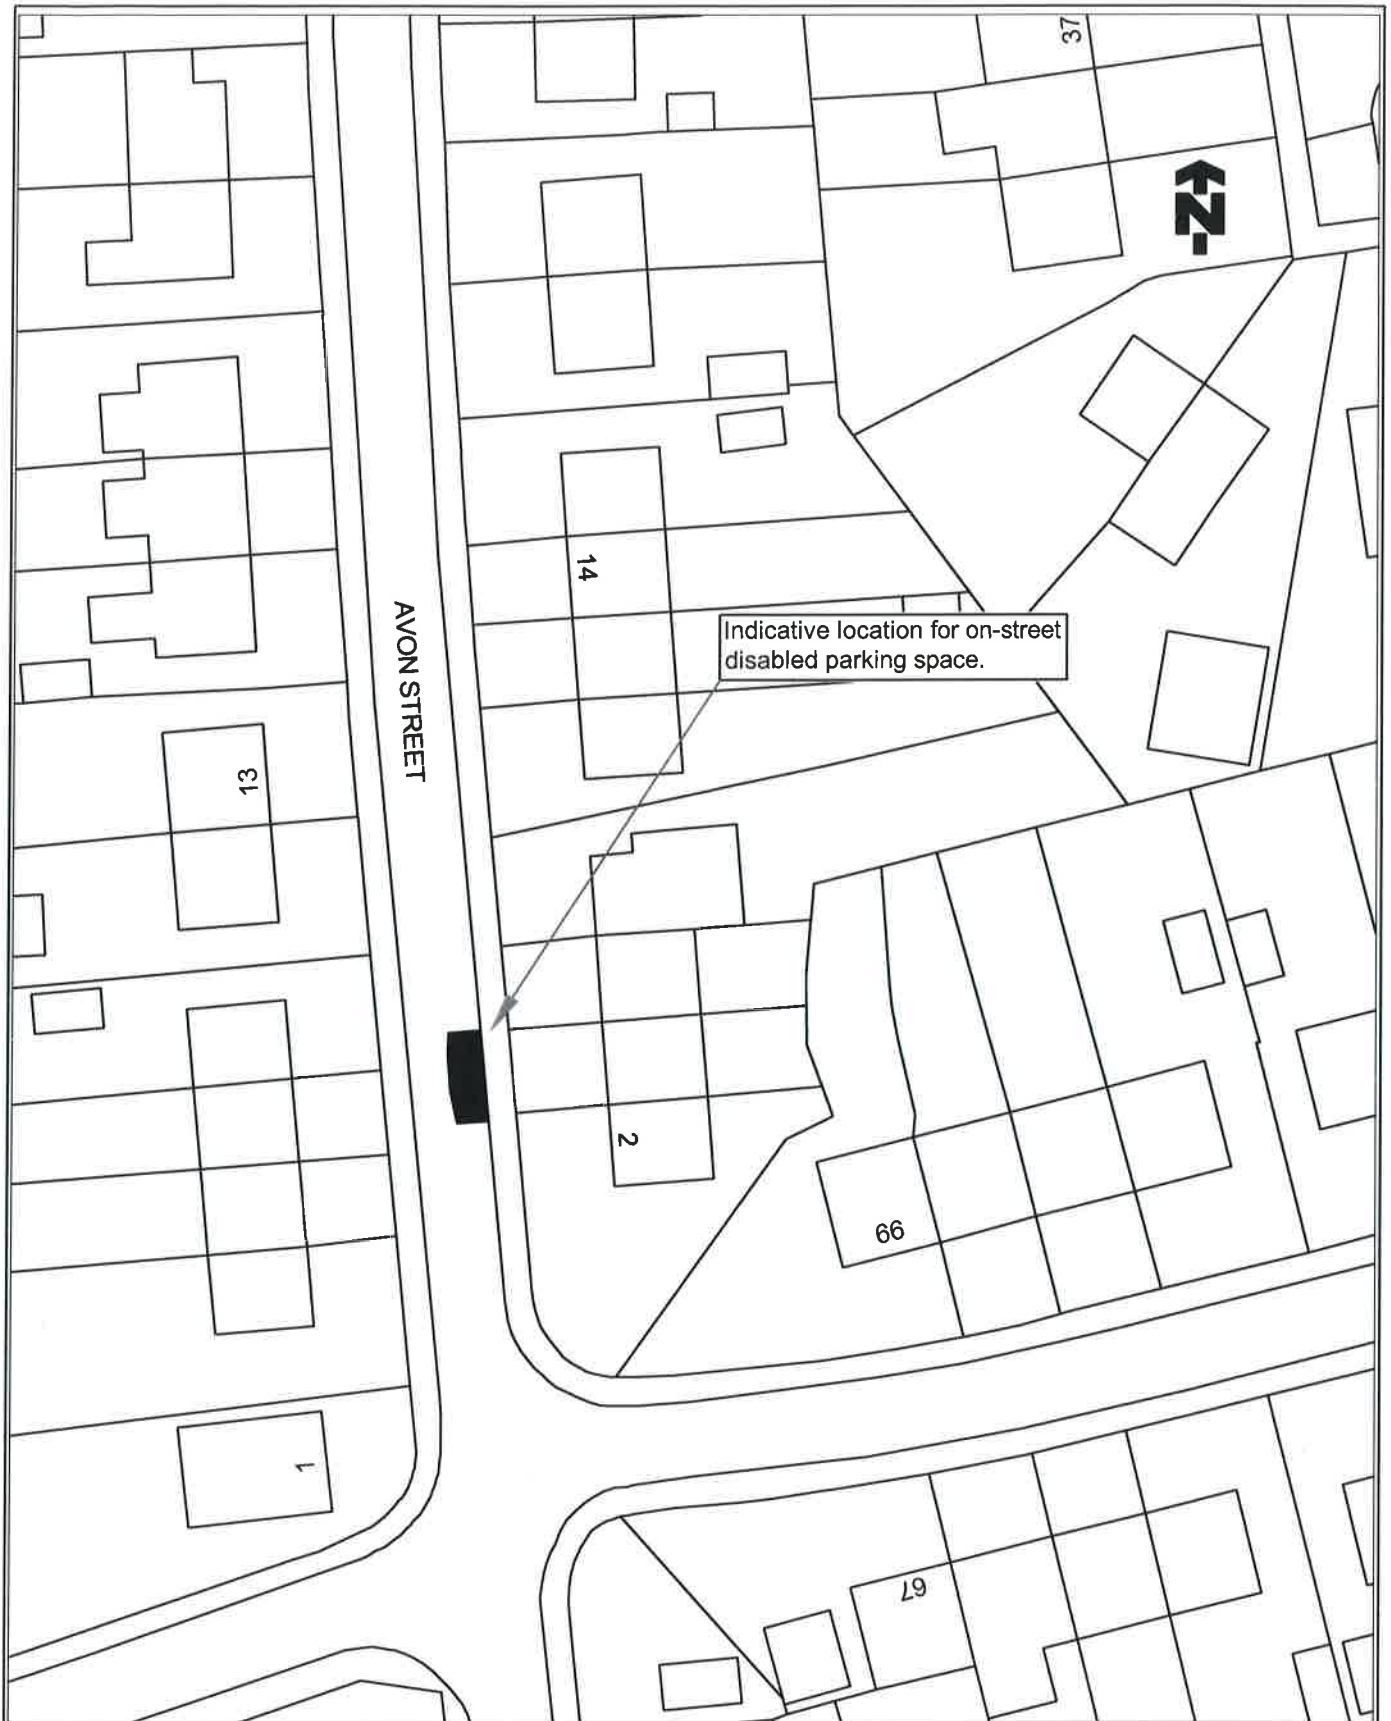 37
N
14
Indicative location for on-street
disabled parking space.
AVON STREET
13
2
66
1
67